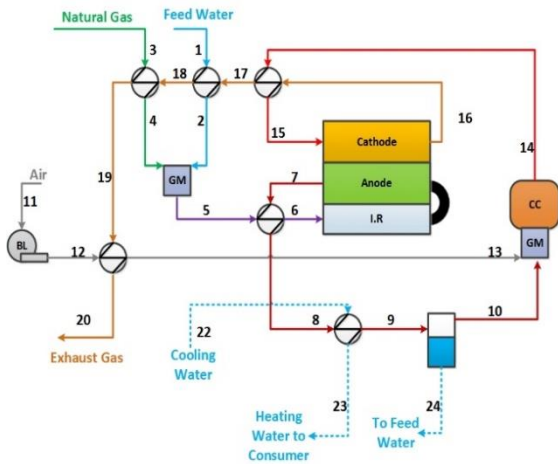 Natural Gas
Feed Water
3
1
18
17
4
2
15
16
Cathode
14
19
GM
7
Anode
Air
11
5
6
I.R
CC
GM
BL
12
13
20
22
8
9
10
Exhaust Gas
Cooling
Water
23
24
Heating
Water to
Consumer
To Feed
Water